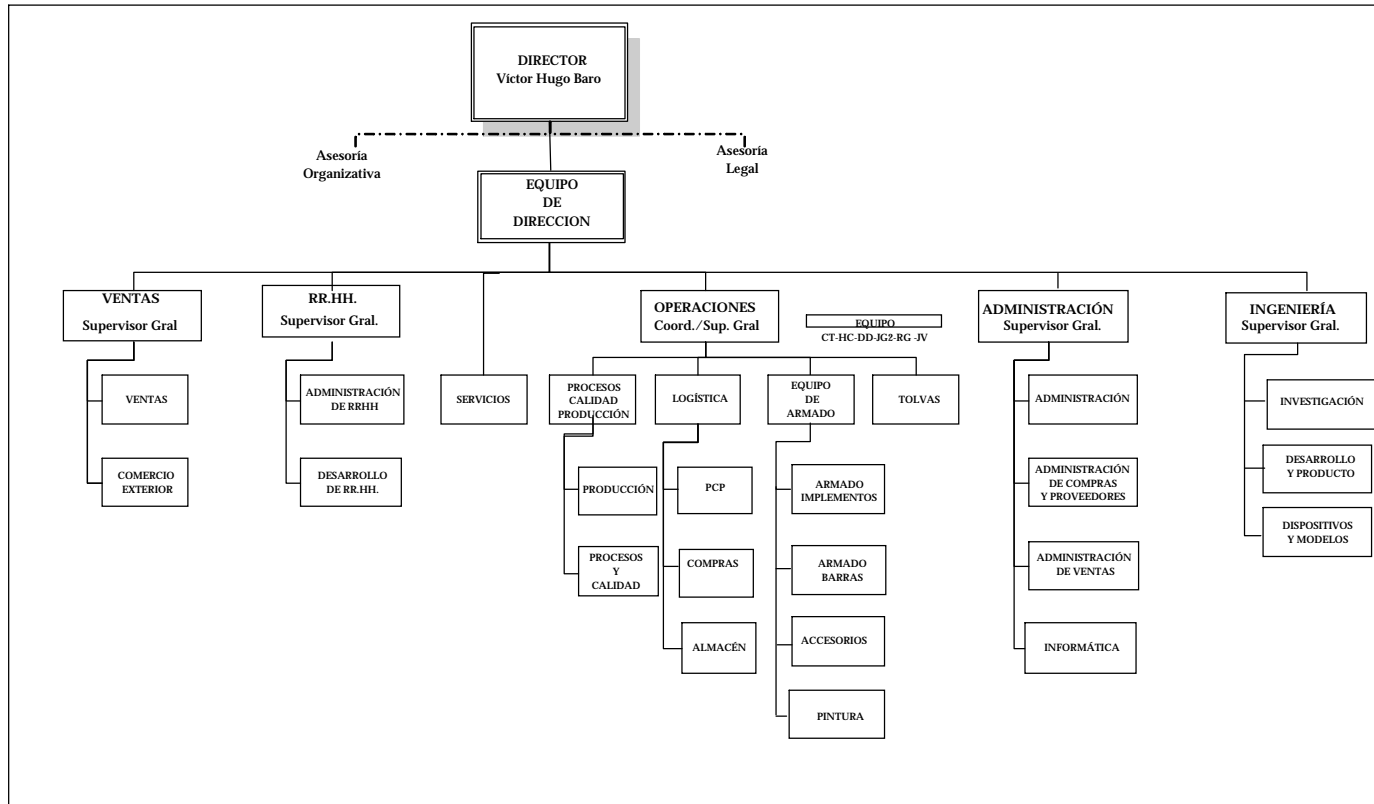 DIRECTOR
Víctor Hugo Baro
Asesoría
Organizativa
Asesoría
Legal
EQUIPO
DE
DIRECCION
VENTAS
Supervisor Gral
RR.HH.
Supervisor Gral.
OPERACIONES
Coord./Sup. Gral
EQUIPO
CT-HC-DD-JG2-RG -JV
ADMINISTRACIÓN
Supervisor Gral.
INGENIERÍA
Supervisor Gral.
VENTAS
COMERCIO
EXTERIOR
ADMINISTRACIÓN
DE RRHH
DESARROLLO
DE RR.HH.
SERVICIOS
PROCESOS
CALIDAD
PRODUCCIÓN
PRODUCCIÓN
PROCESOS
Y
CALIDAD
LOGÍSTICA
PCP
COMPRAS
ALMACÉN
EQUIPO
DE
ARMADO
ARMADO
IMPLEMENTOS
ARMADO
BARRAS
ACCESORIOS
PINTURA
TOLVAS
ADMINISTRACIÓN
ADMINISTRACIÓN
DE COMPRAS
Y PROVEEDORES
ADMINISTRACIÓN
DE VENTAS
INFORMÁTICA
INVESTIGACIÓN
DESARROLLO
Y PRODUCTO
DISPOSITIVOS
Y MODELOS